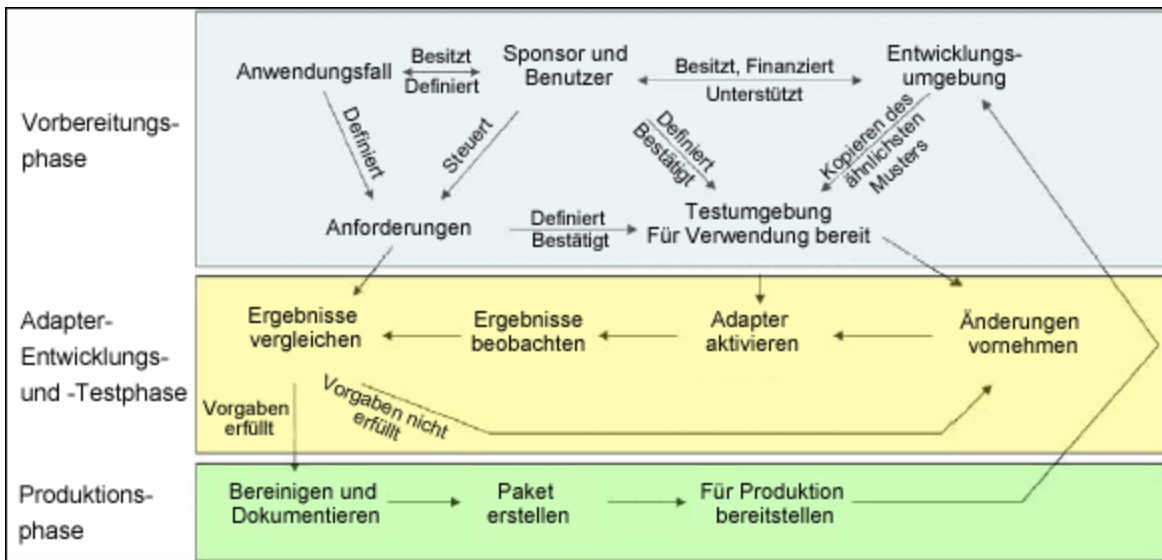 Vorbereitungs-
phase
Anwendungsfall
Besitzt
Definiert
Sponsor und
Benutzer
Besitzt, Finanziert
Unterstützt
Entwicklungs-
umgebung
Definiert
Steuert
Definiert
Bestätigt
Kopieren des
ähnlichsten
Musters
Anforderungen
Definiert
Bestätigt
Testumgebung
Für Verwendung bereit
Adapter-
Entwicklungs-
und -Testphase
Ergebnisse
vergleichen
Ergebnisse
beobachten
Adapter
aktivieren
Änderungen
vornehmen
Vorgaben
erfüllt
Vorgaben nicht
erfüllt
Produktions-
phase
Bereinigen und
Dokumentieren
Paket
erstellen
Für Produktion
bereitstellen